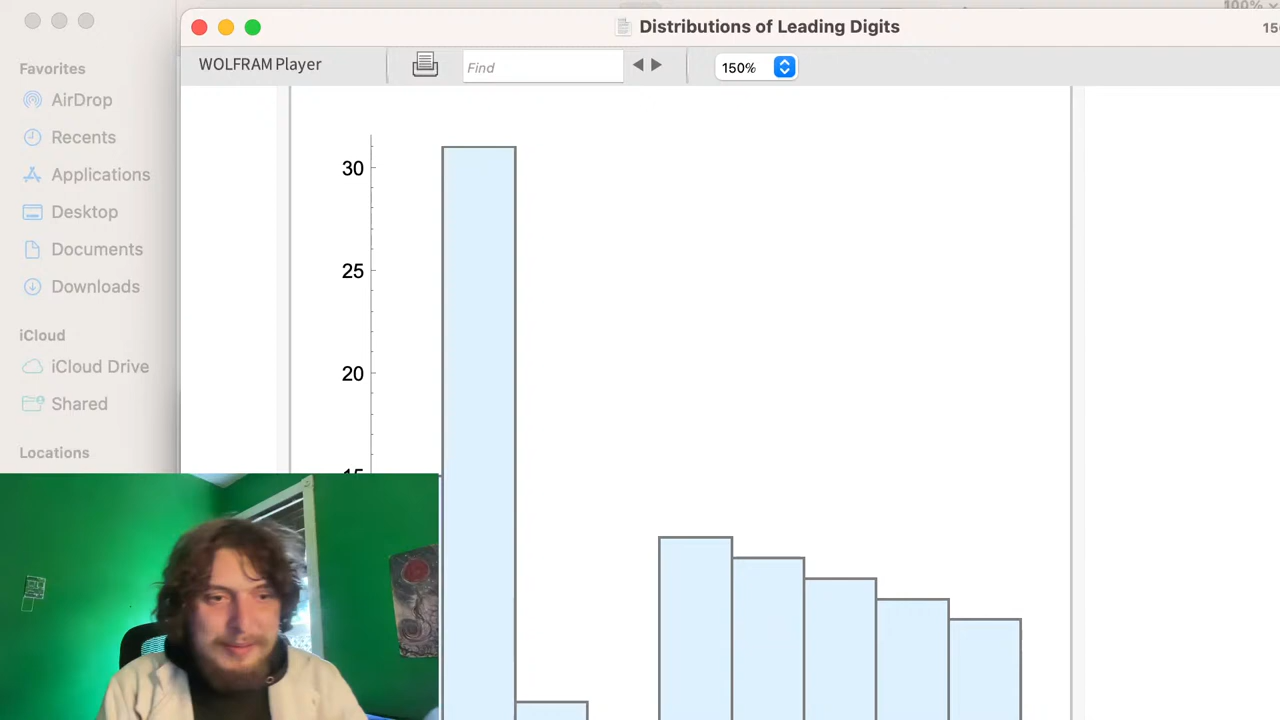 100%
Distributions of Leading Digits
WOLFRAM Player
Find
150%
Favorites
AirDrop
Recents
Applications
Desktop
Documents
Downloads
iCloud
iCloud Drive
Shared
Locations
30
25
20
15